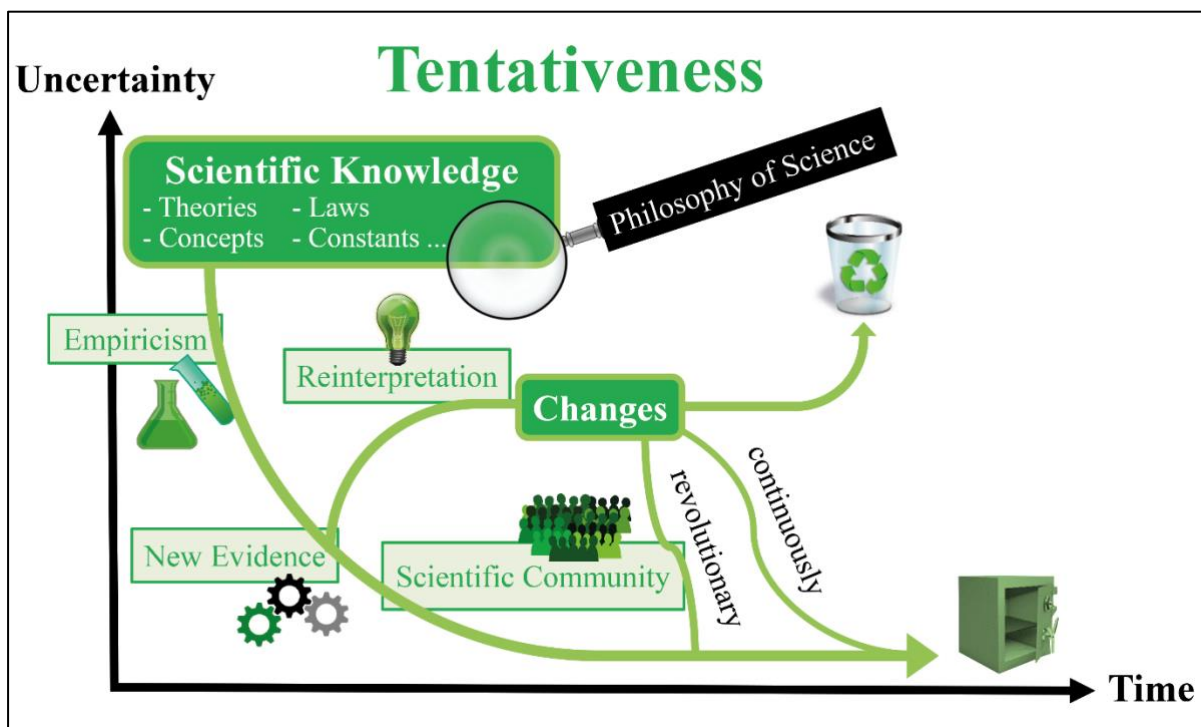 Tentativeness
Uncertainty
Scientific Knowledge
- Theories - Laws
- Concepts - Constants ...
Philosophy of Science
Empiricism
Reinterpretation
Changes
revolutionary
continuously
New Evidence
Scientific Community
Time